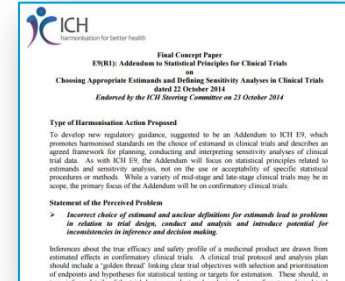 ICH
harmonisation for better health
Final Concept Paper
E9(R1): Addendum to Statistical Principles for Clinical Trials
on
Choosing Appropriate Estimands and Defining Sensitivity Analyses in Clinical Trials
dated 22 October 2014
Endorsed by the ICH Steering Committee on 23 October 2014
Type of Harmonisation Action Proposed
To develop new regulatory guidance, suggested to be an Addendum to ICH E9, which
promotes harmonised standards on the choice of estimand in clinical trials and describes an
agreed framework for planning, conducting and interpreting sensitivity analyses of clinical
trial data. As with ICH E9, the Addendum will focus on statistical principles related to
estimands and sensitivity analysis, not on the use or acceptability of specific statistical
procedures or methods. While a variety of mid-stage and late-stage clinical trials may be in
scope, the primary focus of the Addendum will be on confirmatory clinical trials.
Statement of the Perceived Problem
➢ Incorrect choice of estimand and unclear definitions for estimands lead to problems
in relation to trial design, conduct and analysis and introduce potential for
inconsistencies in inference and decision making.
Inferences about the true efficacy and safety profile of a medicinal product are drawn from
estimated effects in confirmatory clinical trials. A clinical trial protocol and analysis plan
should include a "golden thread" linking clear trial objectives with selection and prioritisation
of endpoints and hypotheses for statistical testing or targets for estimation. These should, in